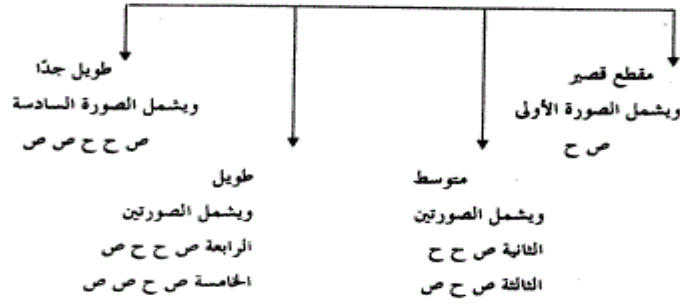 مقطع قصير
ويشمل الصورة الأولى
ص ح
متوسط
ويشمل الصورتين
الثانية ص ح ح
الثالثة ص ح ص
طويل
ويشمل الصورتين
الرابعة ص ح ح ص
الخامسة ص ح ص ص
طويل جدًا
ويشمل الصورة السادسة
ص ح ح ص ص